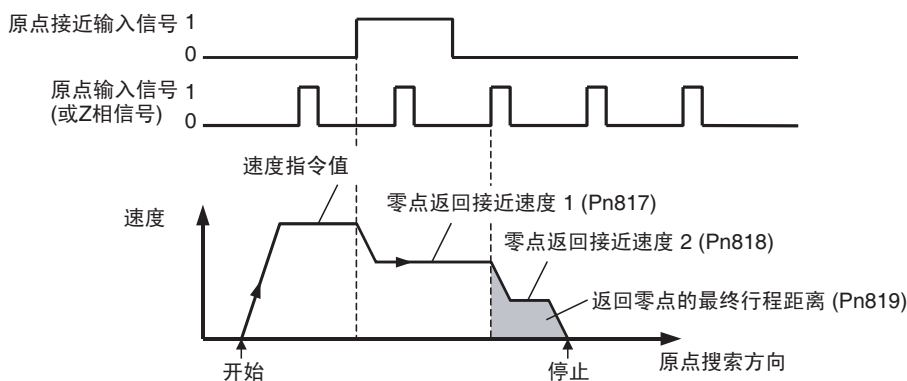 原点接近输入信号 1
0
原点输入信号 1
(或Z相信号) 0
速度指令值
零点返回接近速度 1 (Pn817)
速度
零点返回接近速度 2 (Pn818)
返回零点的最终行程距离 (Pn819)
原点搜索方向
开始
停止